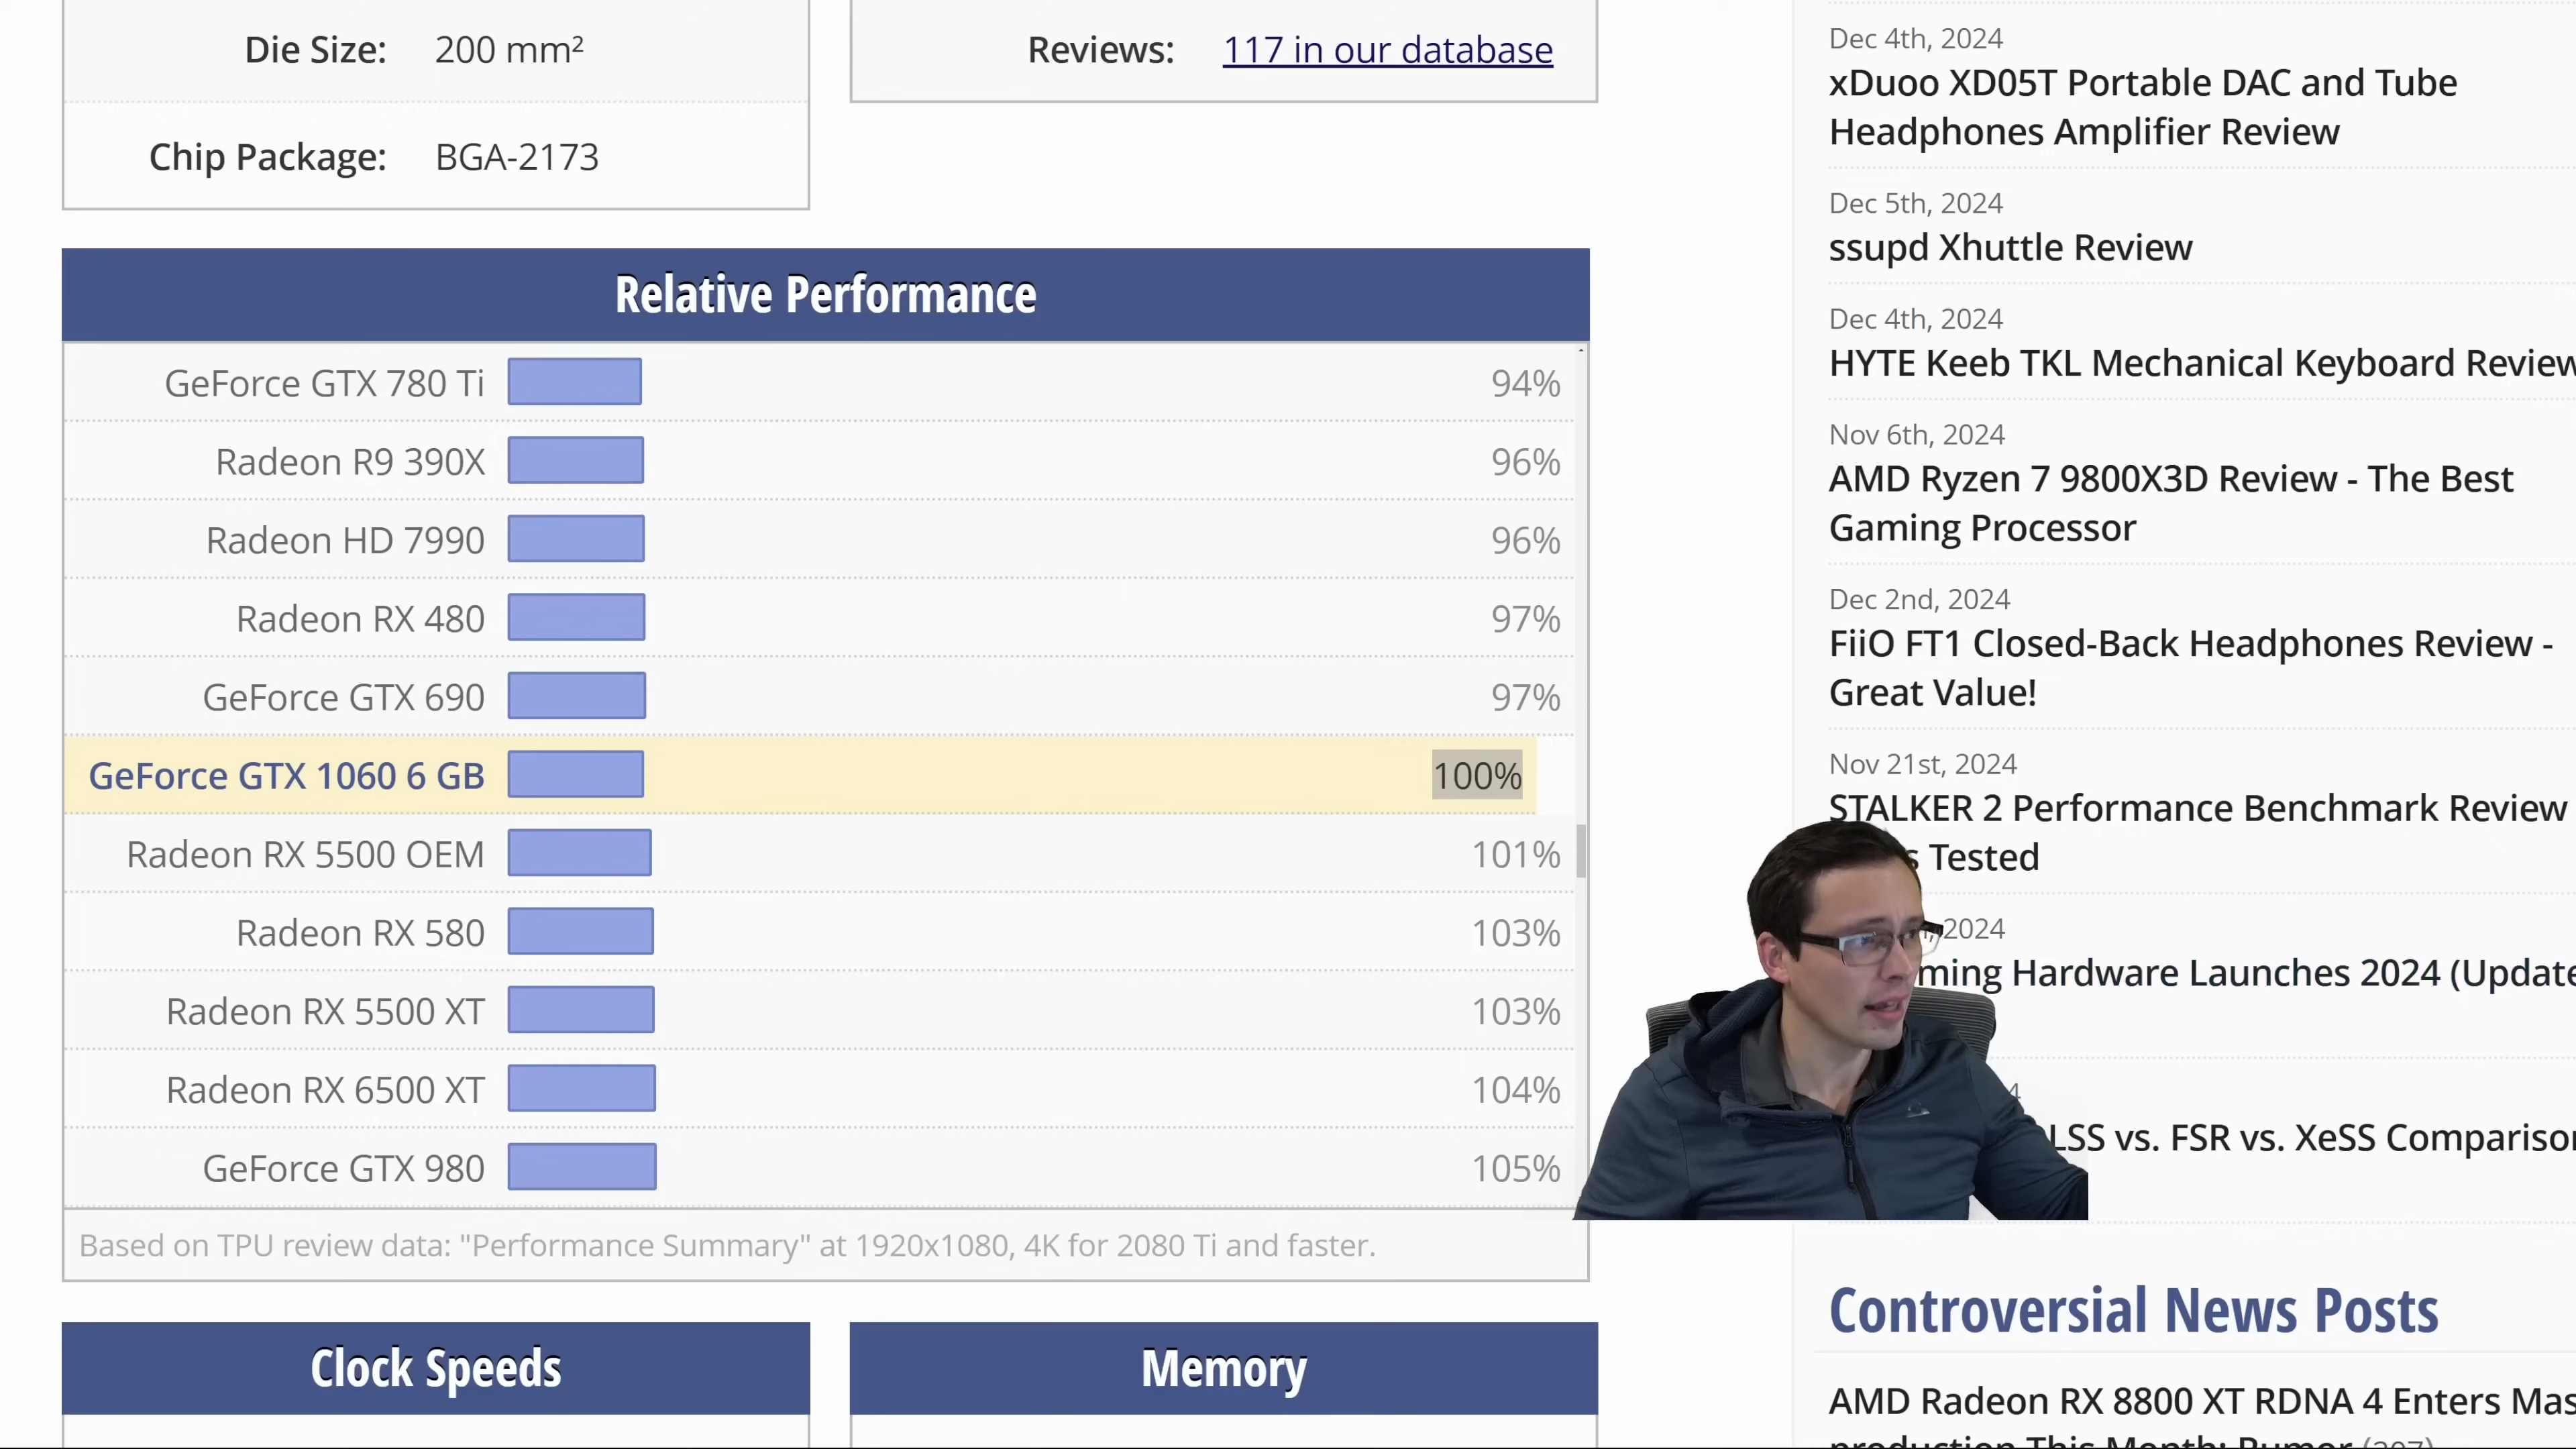 Die Size: 200 mm²
Chip Package: BGA-2173
Reviews: 117 in our database
Relative Performance
GeForce GTX 780 Ti 94%
Radeon R9 390X 96%
Radeon HD 7990 96%
Radeon RX 480 97%
GeForce GTX 690 97%
GeForce GTX 1060 6 GB 100%
Radeon RX 5500 OEM 101%
Radeon RX 580 103%
Radeon RX 5500 XT 103%
Radeon RX 6500 XT 104%
GeForce GTX 980 105%
Based on TPU review data: "Performance Summary" at 1920x1080, 4K for 2080 Ti and faster.
Clock Speeds
Memory
Dec 4th, 2024
xDuoo XD05T Portable DAC and Tube
Headphones Amplifier Review
Dec 5th, 2024
ssupd Xhuttle Review
Dec 4th, 2024
HYTE Keeb TKL Mechanical Keyboard Review
Nov 6th, 2024
AMD Ryzen 7 9800X3D Review - The Best
Gaming Processor
Dec 2nd, 2024
FiiO FT1 Closed-Back Headphones Review -
Great Value!
Nov 21st, 2024
STALKER 2 Performance Benchmark Review
Tested
2024
Hardware Launches 2024 (Update
vs. FSR vs. XeSS Comparison
Controversial News Posts
AMD Radeon RX 8800 XT RDNA 4 Enters Mas
production This Month: Rumor